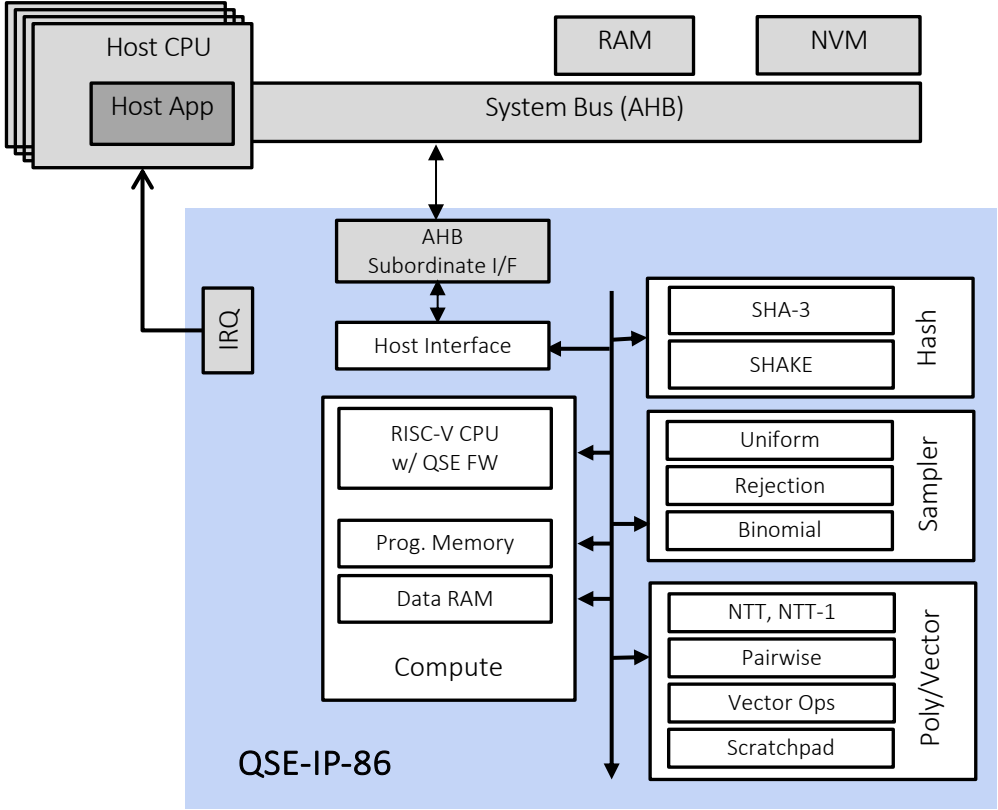 Host CPU
Host App
RAM
NVM
System Bus (AHB)
AHB
Subordinate I/F
IRQ
Host Interface
RISC-V CPU
w/ QSE FW
Prog. Memory
Data RAM
Compute
SHA-3
SHAKE
Hash
Uniform
Rejection
Binomial
Sampler
NTT, NTT-1
Pairwise
Vector Ops
Scratchpad
Poly/Vector
QSE-IP-86